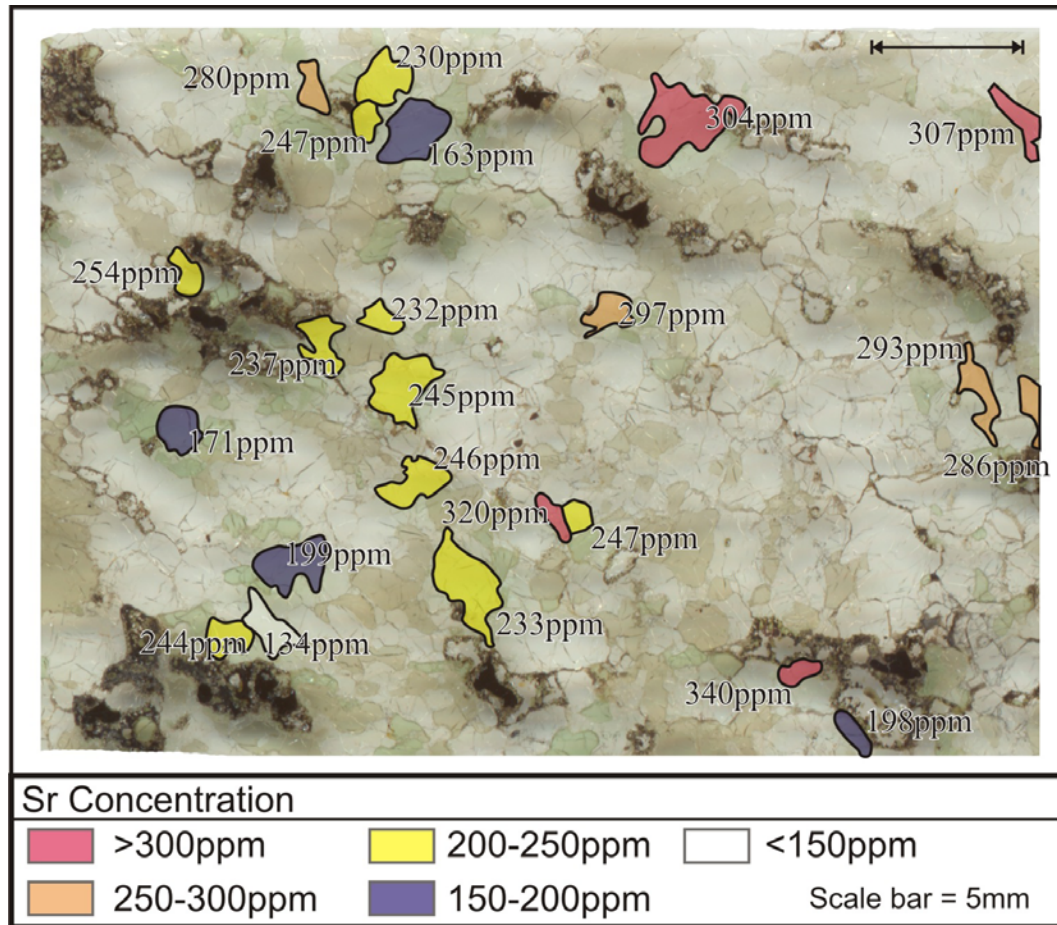 230ppm
280ppm
304ppm
307ppm
247ppm
163ppm
254ppm
232ppm
297ppm
237ppm
293ppm
245ppm
171ppm
246ppm
286ppm
320ppm
247ppm
199ppm
233ppm
244ppm
134ppm
340ppm
198ppm
Sr Concentration
>300ppm
200-250ppm
<150ppm
250-300ppm
150-200ppm
Scale bar = 5mm